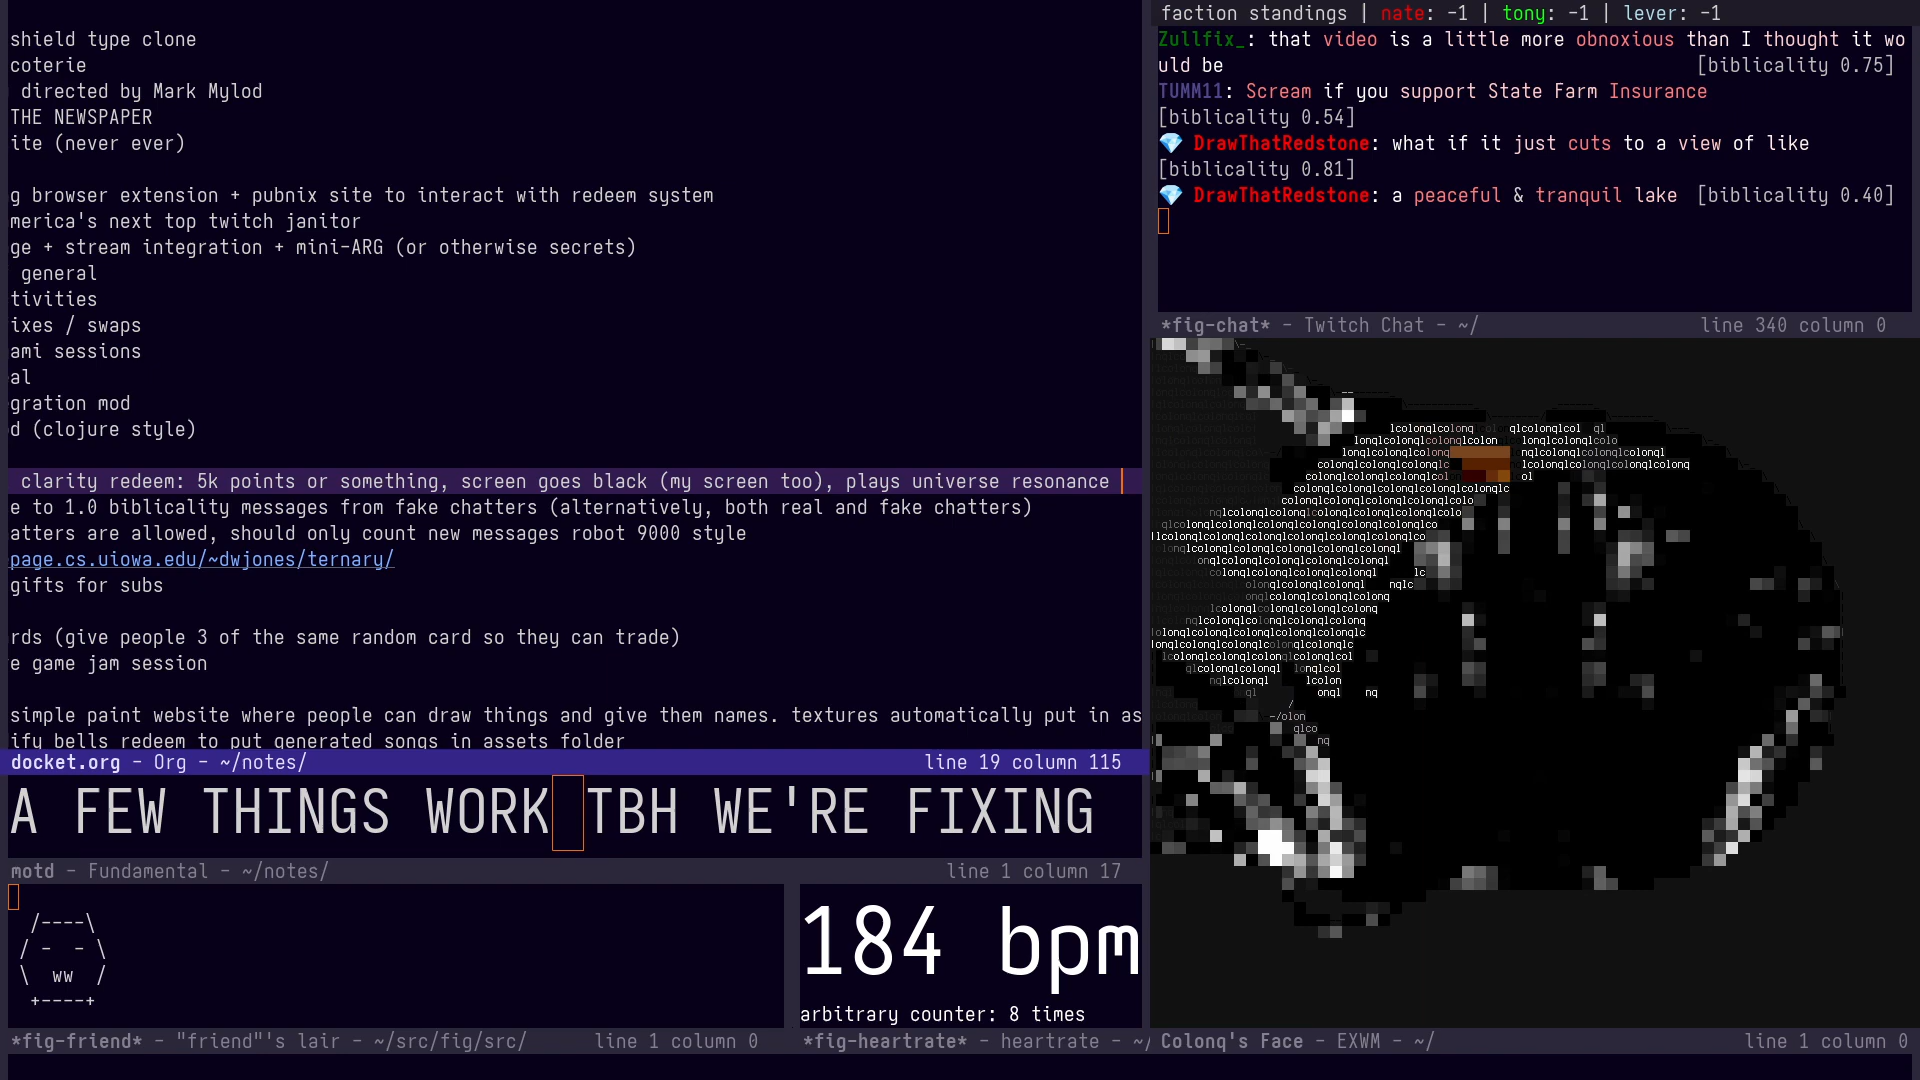 shield type clone
coterie
directed by Mark Mylod
THE NEWSPAPER
ite (never ever)
g browser extension + pubnix site to interact with redeem system
merica's next top twitch janitor
ge + stream integration + mini-ARG (or otherwise secrets)
general
tivities
ixes / swaps
ami sessions
al
gration mod
d (clojure style)
clarity redeem: 5k points or something, screen goes black (my screen too), plays universe resonance
e to 1.0 biblicality messages from fake chatters (alternatively, both real and fake chatters)
atters are allowed, should only count new messages robot 9000 style
page.cs.uiowa.edu/~dwjones/ternary/
gifts for subs
rds (give people 3 of the same random card so they can trade)
e game jam session
simple paint website where people can draw things and give them names. textures automatically put in as
ify bells redeem to put generated songs in assets folder
docket.org - Org - ~/notes/ line 19 column 115
A FEW THINGS WORK TBH WE'RE FIXING
motd - Fundamental - ~/notes/ line 1 column 17
/----\
/ -  - \
\  ww  /
+----+
*fig-friend* - "friend"'s lair - ~/src/fig/src/ line 1 column 0
184 bpm
arbitrary counter: 8 times
*fig-heartrate* - heartrate - ~/
faction standings | nate: -1 | tony: -1 | lever: -1
Zullfix_: that video is a little more obnoxious than I thought it wo
uld be [biblicality 0.75]
TUMM11: Scream if you support State Farm Insurance
[biblicality 0.54]
DrawThatRedstone: what if it just cuts to a view of like
[biblicality 0.81]
DrawThatRedstone: a peaceful & tranquil lake [biblicality 0.40]
*fig-chat* - Twitch Chat - ~/ line 340 column 0
Colonq's Face - EXWM - ~/ line 1 column 0